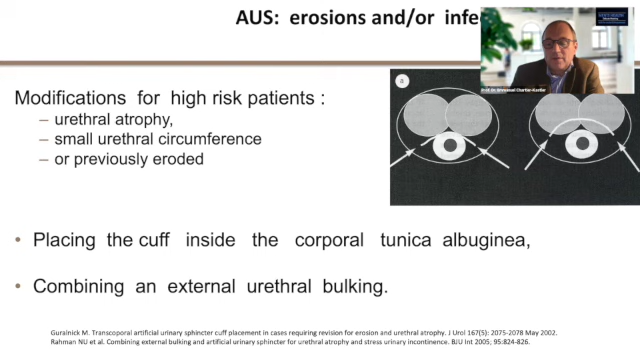 AUS: erosions and/or infe
Modifications for high risk patients :
– urethral atrophy,
– small urethral circumference
– or previously eroded
a
• Placing the cuff inside the corporal tunica albuginea,
• Combining an external urethral bulking.
Guralnick M. Transcoporal artificial urinary sphincter cuff placement in cases requiring revision for erosion and urethral atrophy. J Urol 167(5): 2075-2078 May 2002.
Rahman NU et al. Combining external bulking and artificial urinary sphincter for urethral atrophy and stress urinary incontinence. BJU Int 2005; 95:824-826.